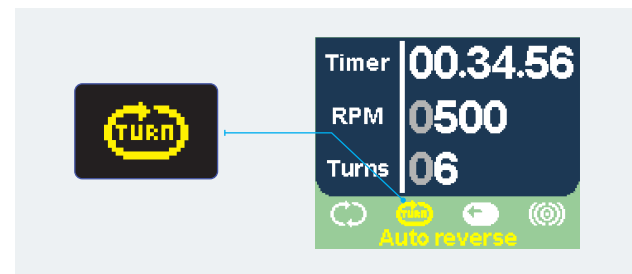 TURN
Timer 00.34.56
RPM 0500
Turns 06
TURN
Auto reverse